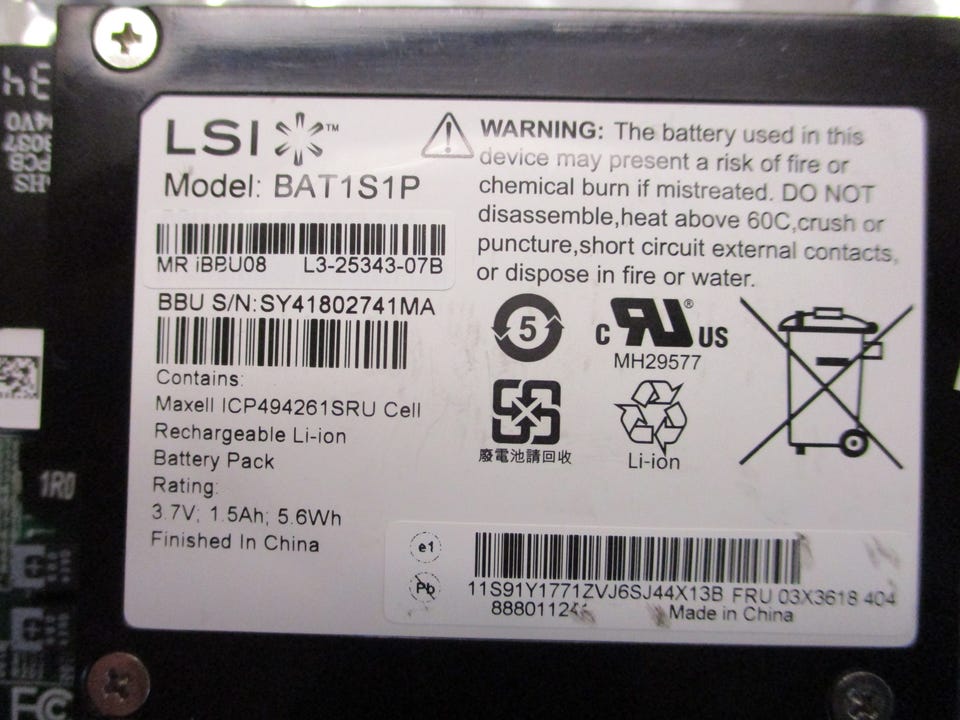 LSI™
Model: BAT1S1P
MR iBBU08 L3-25343-07B
BBU S/N:SY41802741MA
Contains:
Maxell ICP494261SRU Cell
Rechargeable Li-ion
Battery Pack
Rating:
3.7V; 1.5Ah; 5.6Wh
Finished In China
WARNING: The battery used in this
device may present a risk of fire or
chemical burn if mistreated. DO NOT
disassemble,heat above 60C,crush or
puncture,short circuit external contacts,
or dispose in fire or water.
5
C RU® US
MH29577
廢電池請回收
Li-ion
e1
Pb
11S91Y1771ZVJ6SJ44X13B FRU 03X3618 404
Made in China
1R0
FC